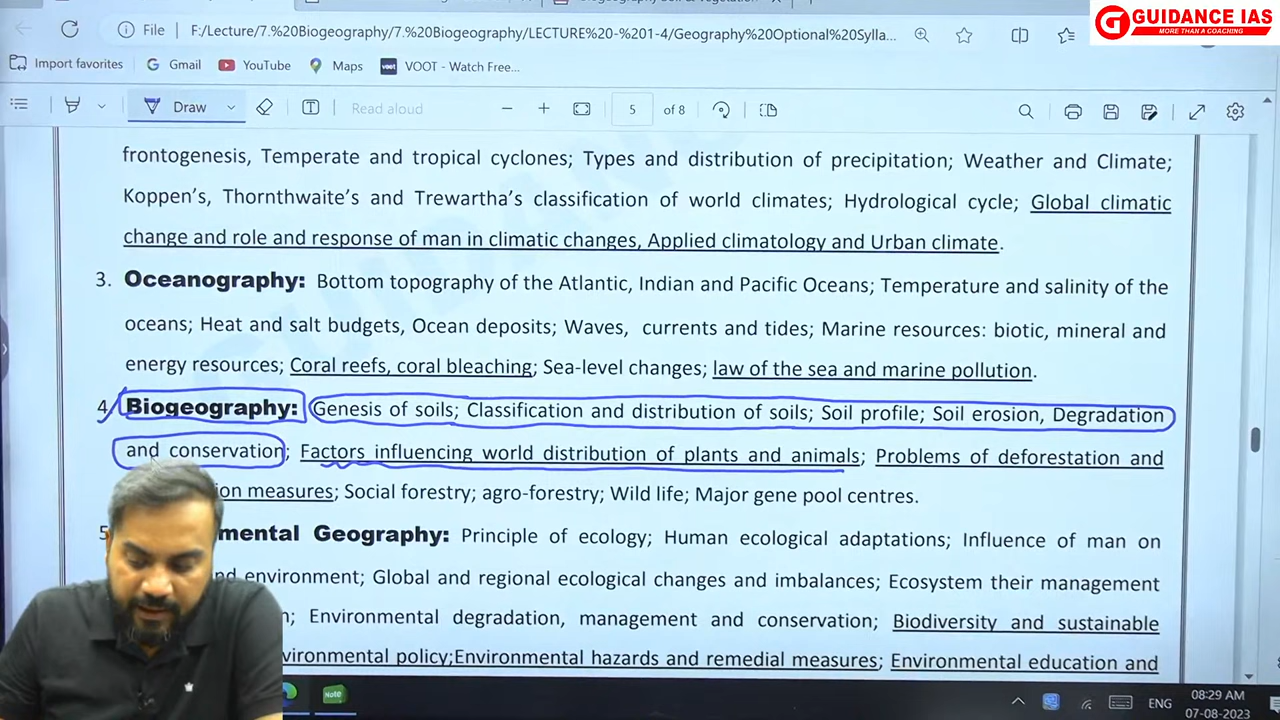 GUIDANCE IAS
MORE THAN A COACHING
File F:/Lecture/7.%20Biogeography/7.%20Biogeography/LECTURE%20-%201-4/Geography%20Optional%20Sylla...
Import favorites Gmail YouTube Maps VOOT - Watch Free...
Draw Read aloud 5 of 8
frontogenesis, Temperate and tropical cyclones; Types and distribution of precipitation; Weather and Climate;
Koppen's, Thornthwaite's and Trewartha's classification of world climates; Hydrological cycle; Global climatic
change and role and response of man in climatic changes, Applied climatology and Urban climate.
3. Oceanography: Bottom topography of the Atlantic, Indian and Pacific Oceans; Temperature and salinity of the
oceans; Heat and salt budgets, Ocean deposits; Waves, currents and tides; Marine resources: biotic, mineral and
energy resources; Coral reefs, coral bleaching; Sea-level changes; law of the sea and marine pollution.
4 Biogeography: Genesis of soils; Classification and distribution of soils; Soil profile; Soil erosion, Degradation
and conservation; Factors influencing world distribution of plants and animals; Problems of deforestation and
ion measures; Social forestry; agro-forestry; Wild life; Major gene pool centres.
5 mental Geography: Principle of ecology; Human ecological adaptations; Influence of man on
nd environment; Global and regional ecological changes and imbalances; Ecosystem their management
n; Environmental degradation, management and conservation; Biodiversity and sustainable
vironmental policy;Environmental hazards and remedial measures; Environmental education and
Note ENG 08:29 AM
07-08-2023